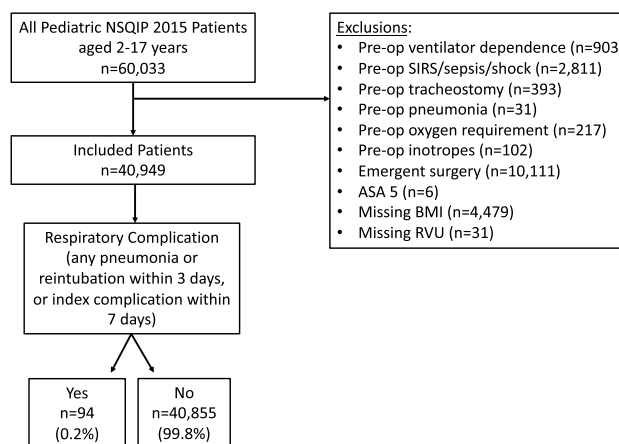 All Pediatric NSQIP 2015 Patients
aged 2-17 years
n=60,033
Exclusions:
• Pre-op ventilator dependence (n=903
• Pre-op SIRS/sepsis/shock (n=2,811)
• Pre-op tracheostomy (n=393)
• Pre-op pneumonia (n=31)
• Pre-op oxygen requirement (n=217)
• Pre-op inotropes (n=102)
• Emergent surgery (n=10,111)
• ASA 5 (n=6)
• Missing BMI (n=4,479)
• Missing RVU (n=31)
Included Patients
n=40,949
Respiratory Complication
(any pneumonia or
reintubation within 3 days,
or index complication within
7 days)
Yes
n=94
(0.2%)
No
n=40,855
(99.8%)